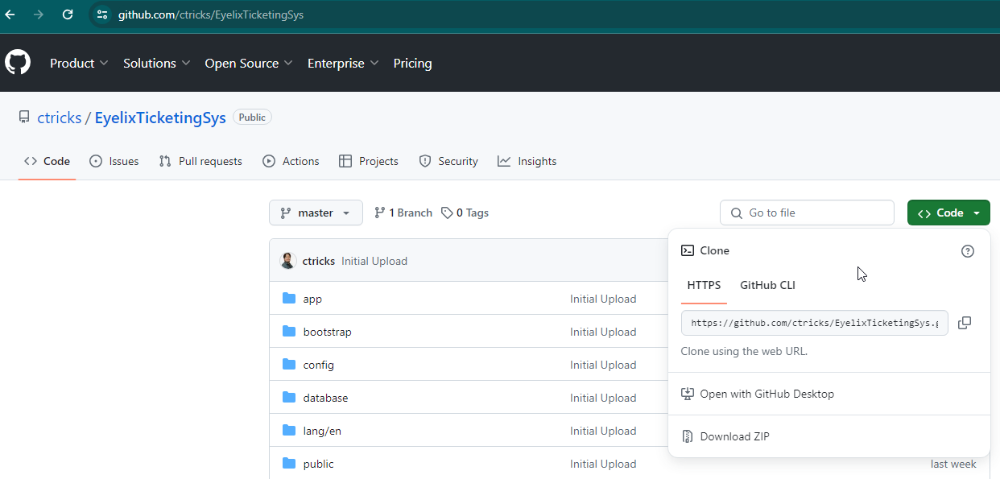 github.com/ctricks/EyelixTicketingSys
Product Solutions Open Source Enterprise Pricing
ctricks / EyelixTicketingSys Public
Code Issues Pull requests Actions Projects Security Insights
master 1 Branch 0 Tags Go to file Code
Clone
ctricks Initial Upload
HTTPS GitHub CLI
app Initial Upload
https://github.com/ctricks/EyelixTicketingSys.g
bootstrap Initial Upload
Clone using the web URL.
config Initial Upload
database Initial Upload
Open with GitHub Desktop
lang/en Initial Upload
Download ZIP
public Initial Upload last week